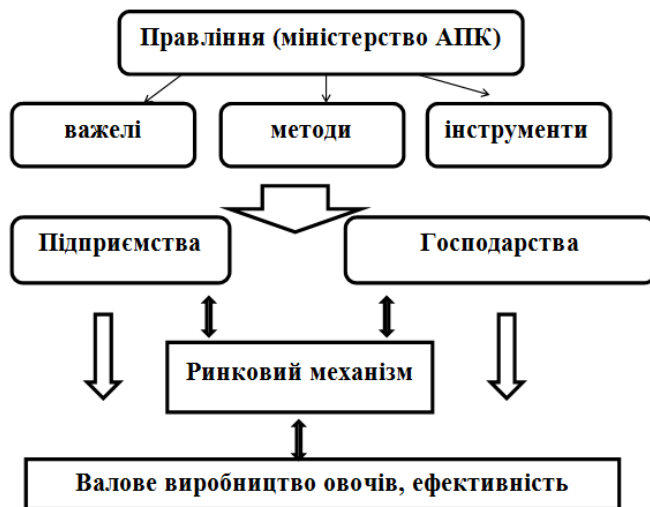 Правління (міністерство АПК)
важелі
методи
інструменти
Підприємства
Господарства
Ринковий механізм
Валове виробництво овочів, ефективність